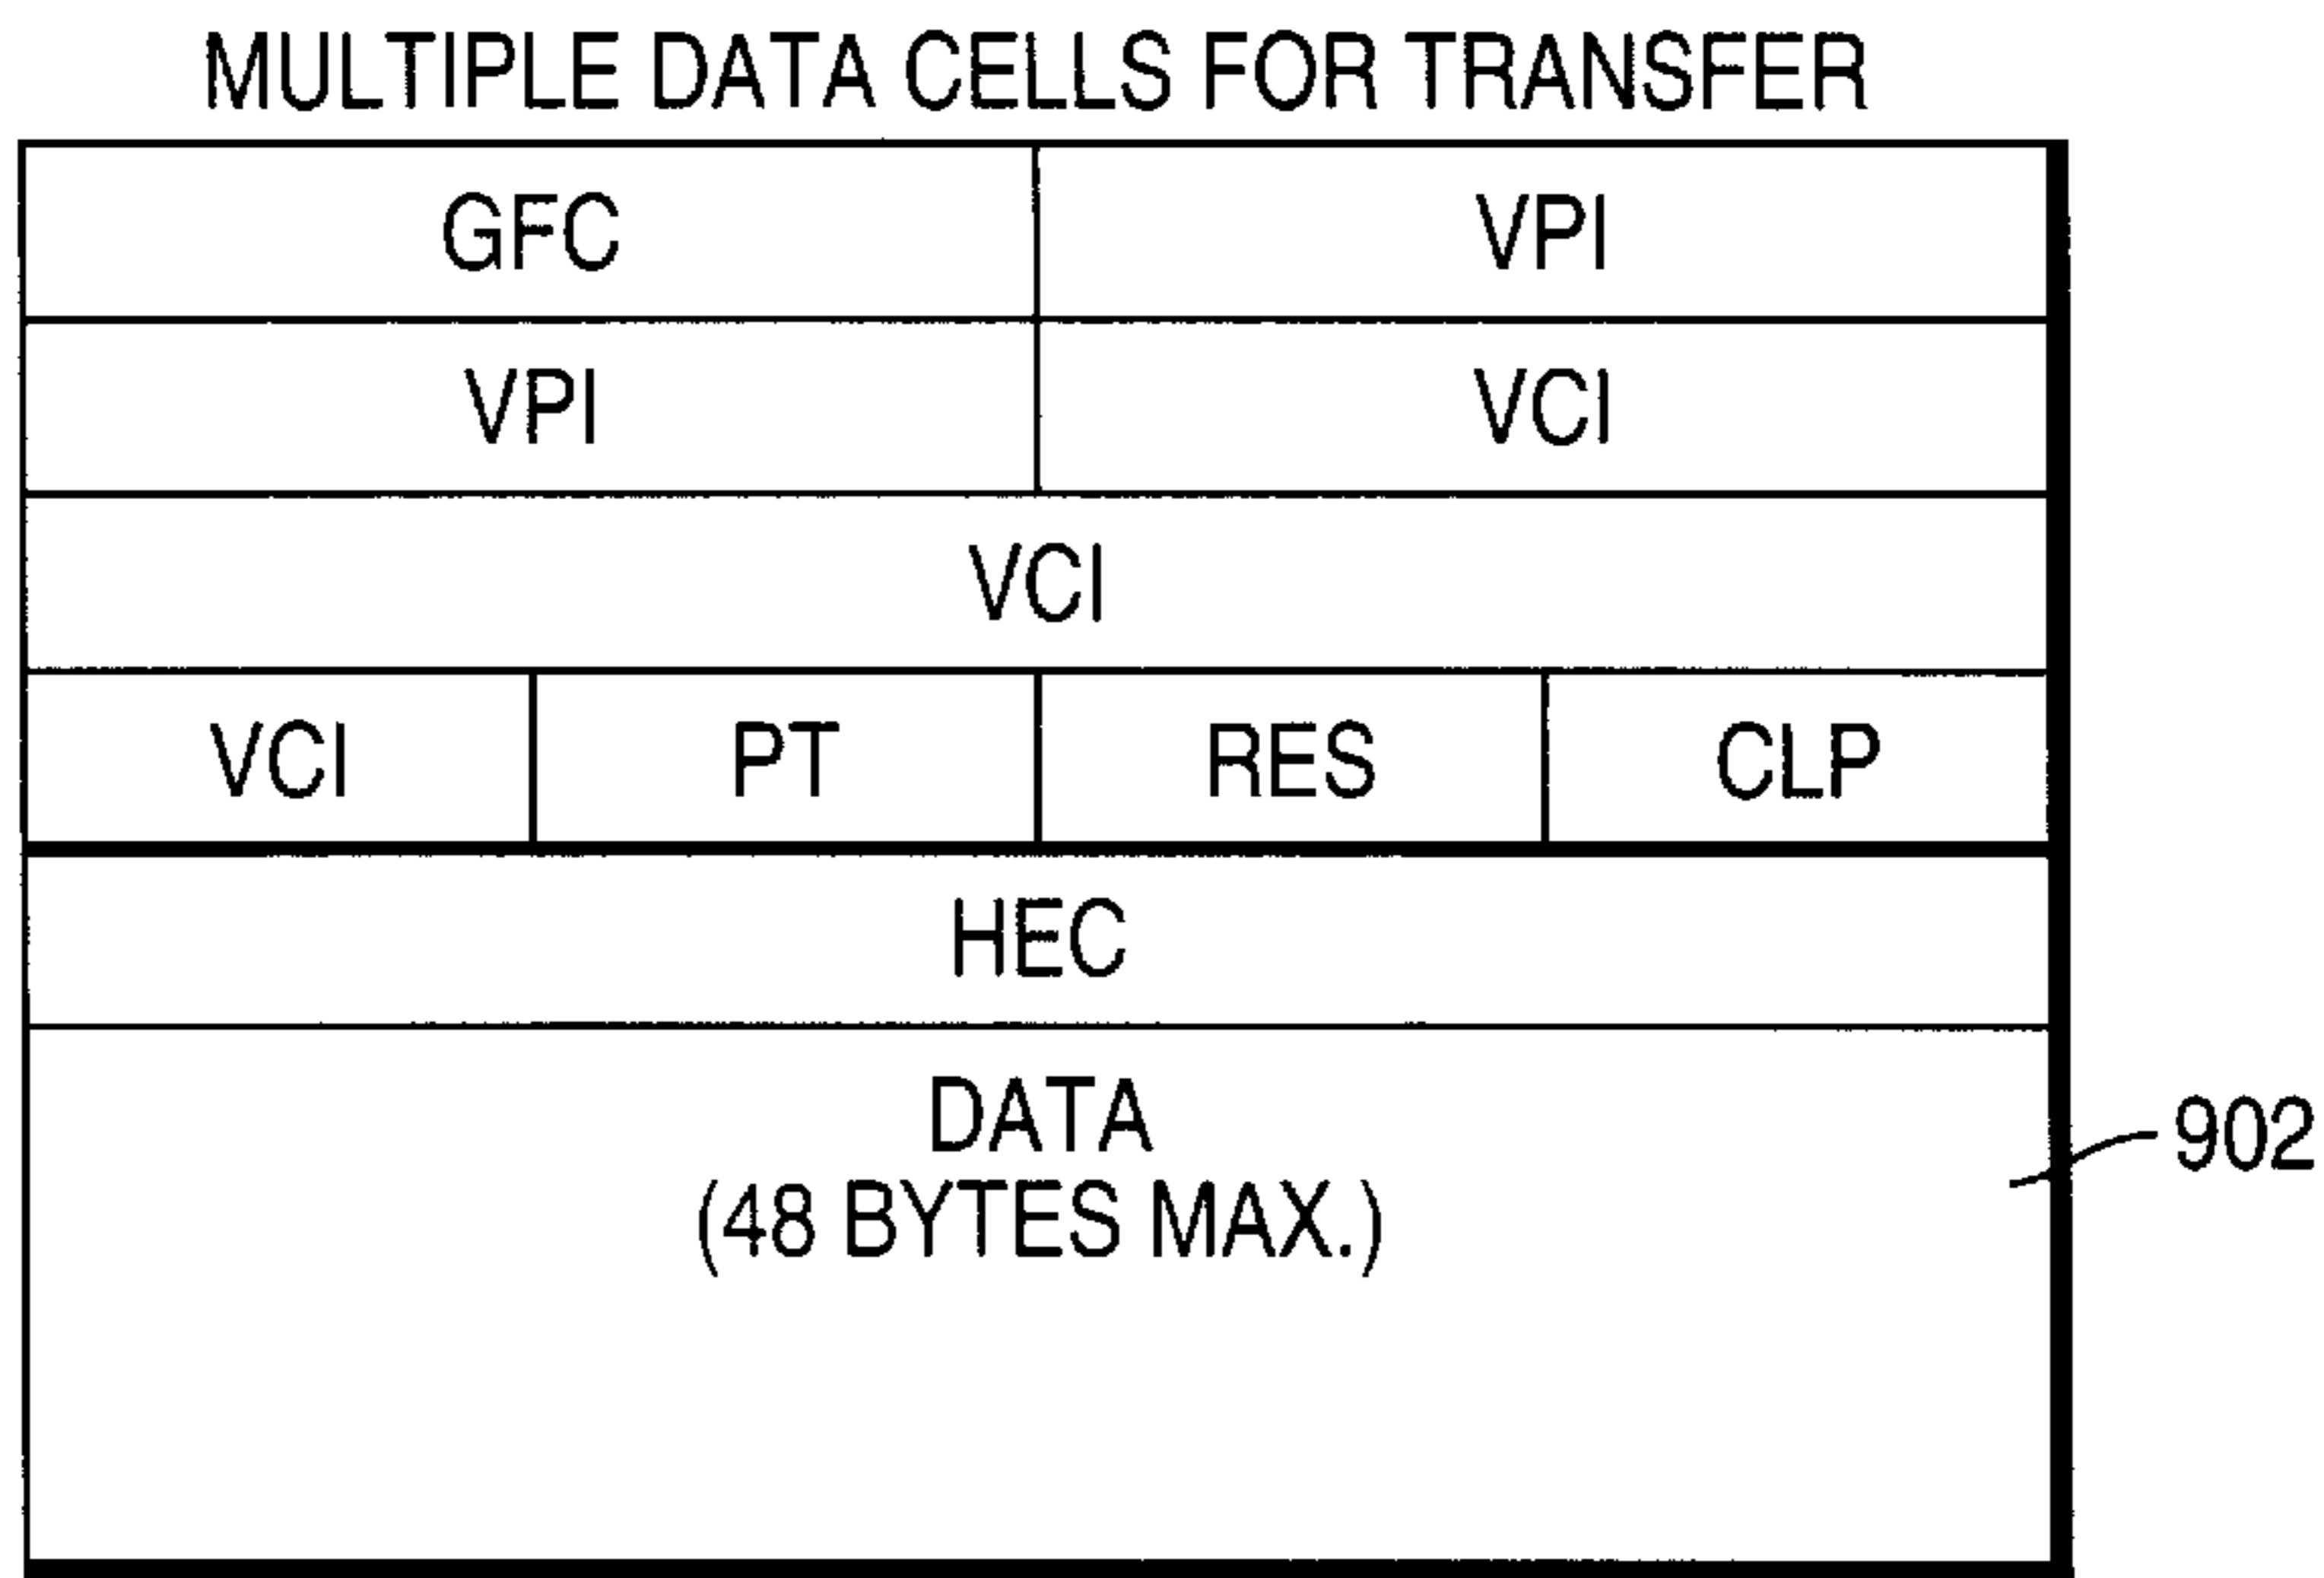 MULTIPLE DATA CELLS FOR TRANSFER
GFC VPI
VPI VCI
VCI
VCI PT RES CLP
HEC
DATA
(48 BYTES MAX.)
902